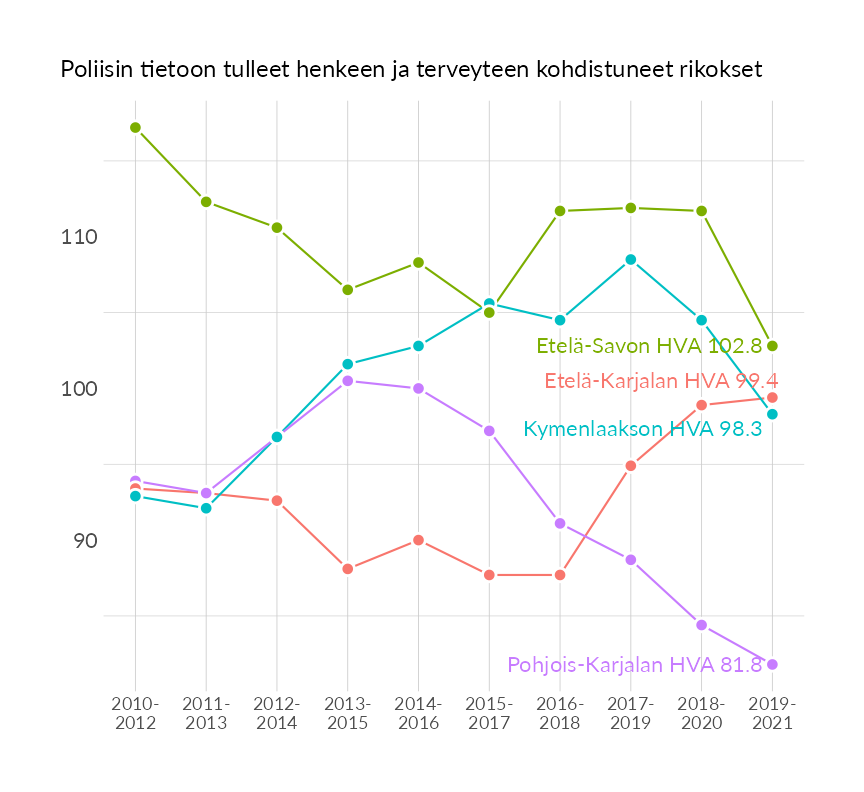 Poliisin tietoon tulleet henkeen ja terveyteen kohdistuneet rikokset
110
100
90
Etelä-Savon HVA 102.8
Etelä-Karjalan HVA 99.4
Kymenlaakson HVA 98.3
Pohjois-Karjalan HVA 81.8
2010- 2011- 2012- 2013- 2014- 2015- 2016- 2017- 2018- 2019-
2012 2013 2014 2015 2016 2017 2018 2019 2020 2021